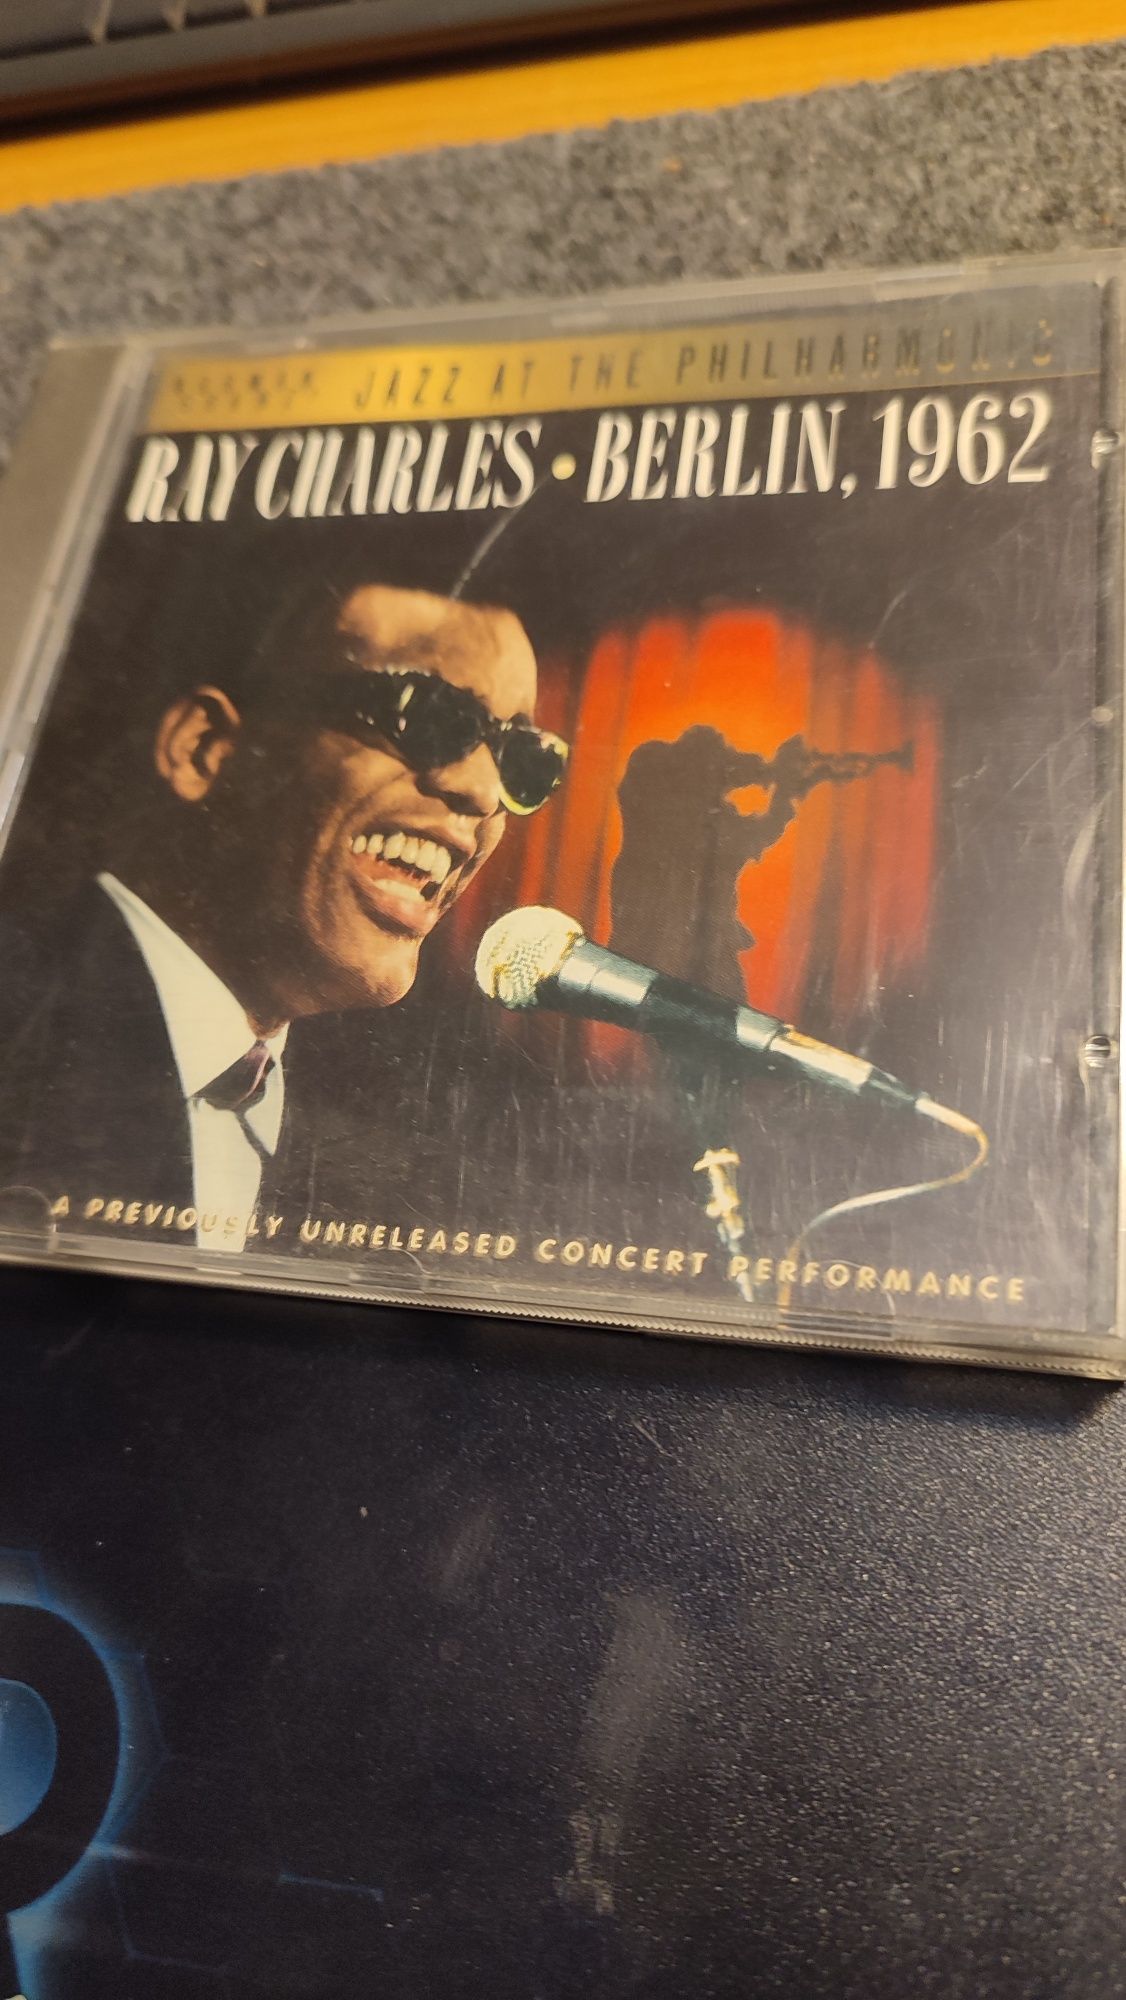 JAZZ AT THE PHILHARMONIC
RAY CHARLES • BERLIN, 1962
A PREVIOUSLY UNRELEASED CONCERT PERFORMANCE